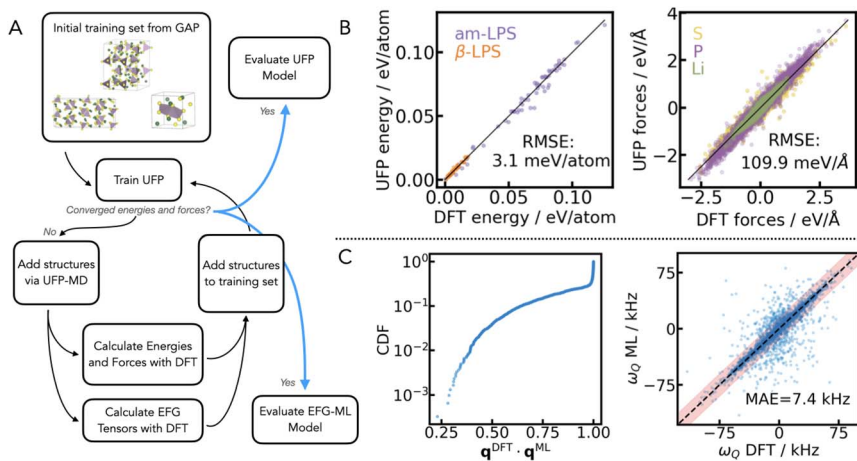 A
Initial training set from GAP
Evaluate UFP
Model
Yes
Train UFP
Converged energies and forces?
No
Add structures
via UFP-MD
Add structures
to training set
Calculate Energies
and Forces with DFT
Calculate EFG
Tensors with DFT
Yes
Evaluate EFG-ML
Model
B
UFP energy / eV/atom
0.10
0.05
0.00
am-LPS
β-LPS
RMSE:
3.1 meV/atom
0.00 0.05 0.10
DFT energy / eV/atom
UFP forces / eV/Å
2
0
−2
S
P
Li
RMSE:
109.9 meV/Å
−2.5 0.0 2.5
DFT forces / eV/Å
C
CDF
10⁰
10⁻¹
10⁻²
10⁻³
0.25 0.50 0.75 1.00
q^DFT · q^ML
ω_Q ML / kHz
75
0
−75
MAE=7.4 kHz
−75 0 75
ω_Q DFT / kHz